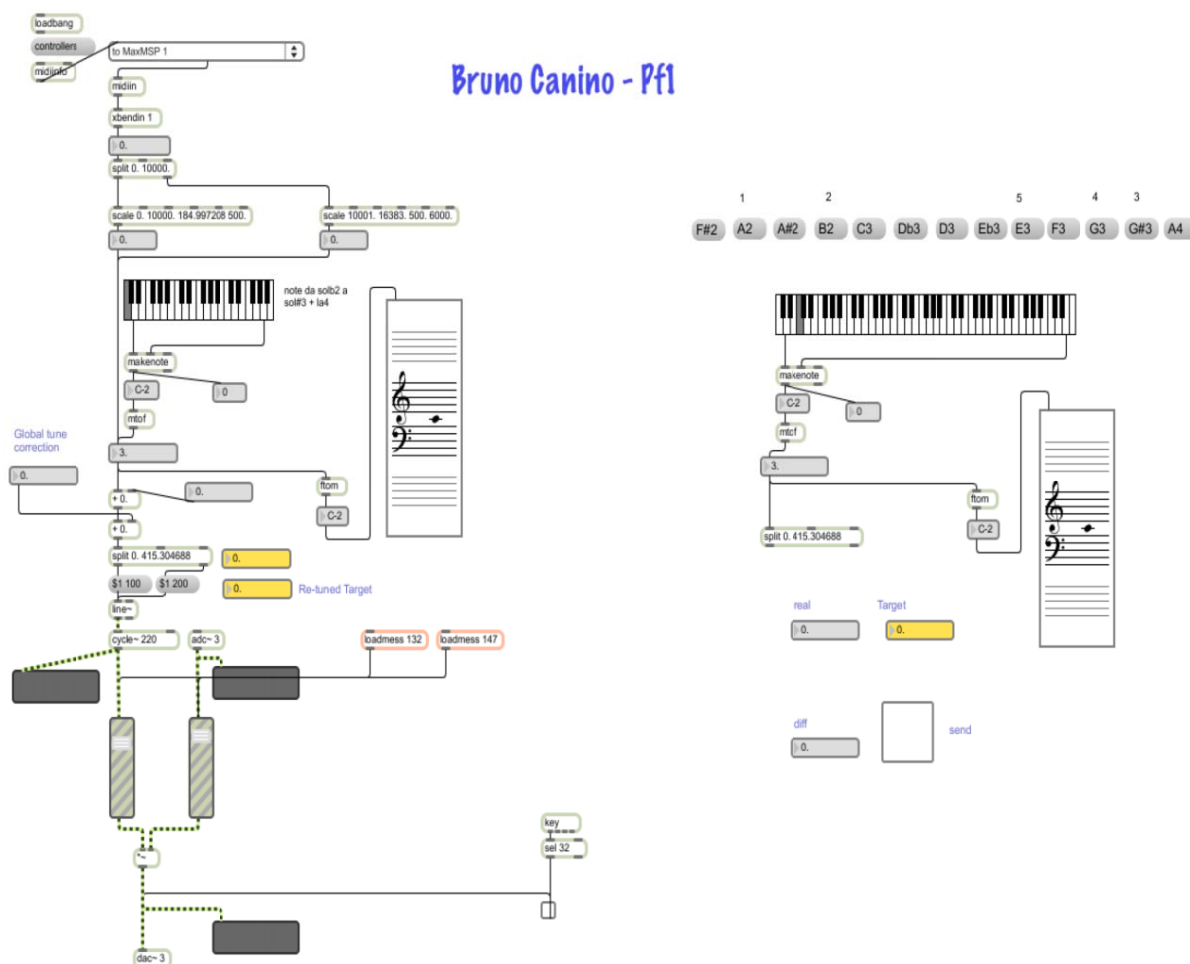 loadbang
controllers
midiinfo
to MaxMSP 1
Bruno Canino - Pf1
midiin
xbendin 1
0.
split 0. 10000.
scale 0. 10000. 184.997208 500.
scale 10001. 16383. 500. 6000.
0.
0.
note da solb2 a
sol#3 + la4
makenote
C-2
0
mtof
Global tune
correction
3.
0.
0.
ftom
+ 0.
C-2
+ 0.
split 0. 415.304688
0.
$1 100
$1 200
0.
Re-tuned Target
line~
cycle~ 220
adc~ 3
loadmess 132
loadmess 147
key
sel 32
*~
dac~ 3
1
2
5
4
3
F#2
A2
A#2
B2
C3
Db3
D3
Eb3
E3
F3
G3
G#3
A4
makenote
C-2
0
mtof
3.
ftom
C-2
split 0. 415.304688
real
Target
0.
0.
diff
send
0.